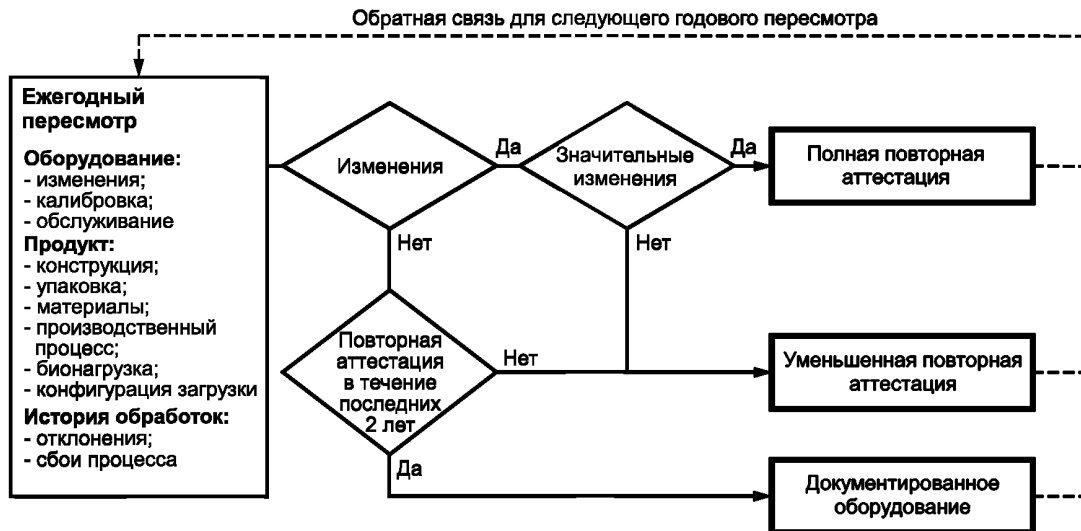 Обратная связь для следующего годового пересмотра
Ежегодный
пересмотр
Оборудование:
- изменения;
- калибровка;
- обслуживание
Продукт:
- конструкция;
- упаковка;
- материалы;
- производственный
процесс;
- бионагрузка;
- конфигурация загрузки
История обработок:
- отклонения;
- сбои процесса
Изменения
Да
Нет
Значительные
изменения
Да
Нет
Полная повторная
аттестация
Повторная
аттестация
в течение
последних
2 лет
Нет
Да
Уменьшенная повторная
аттестация
Документированное
оборудование